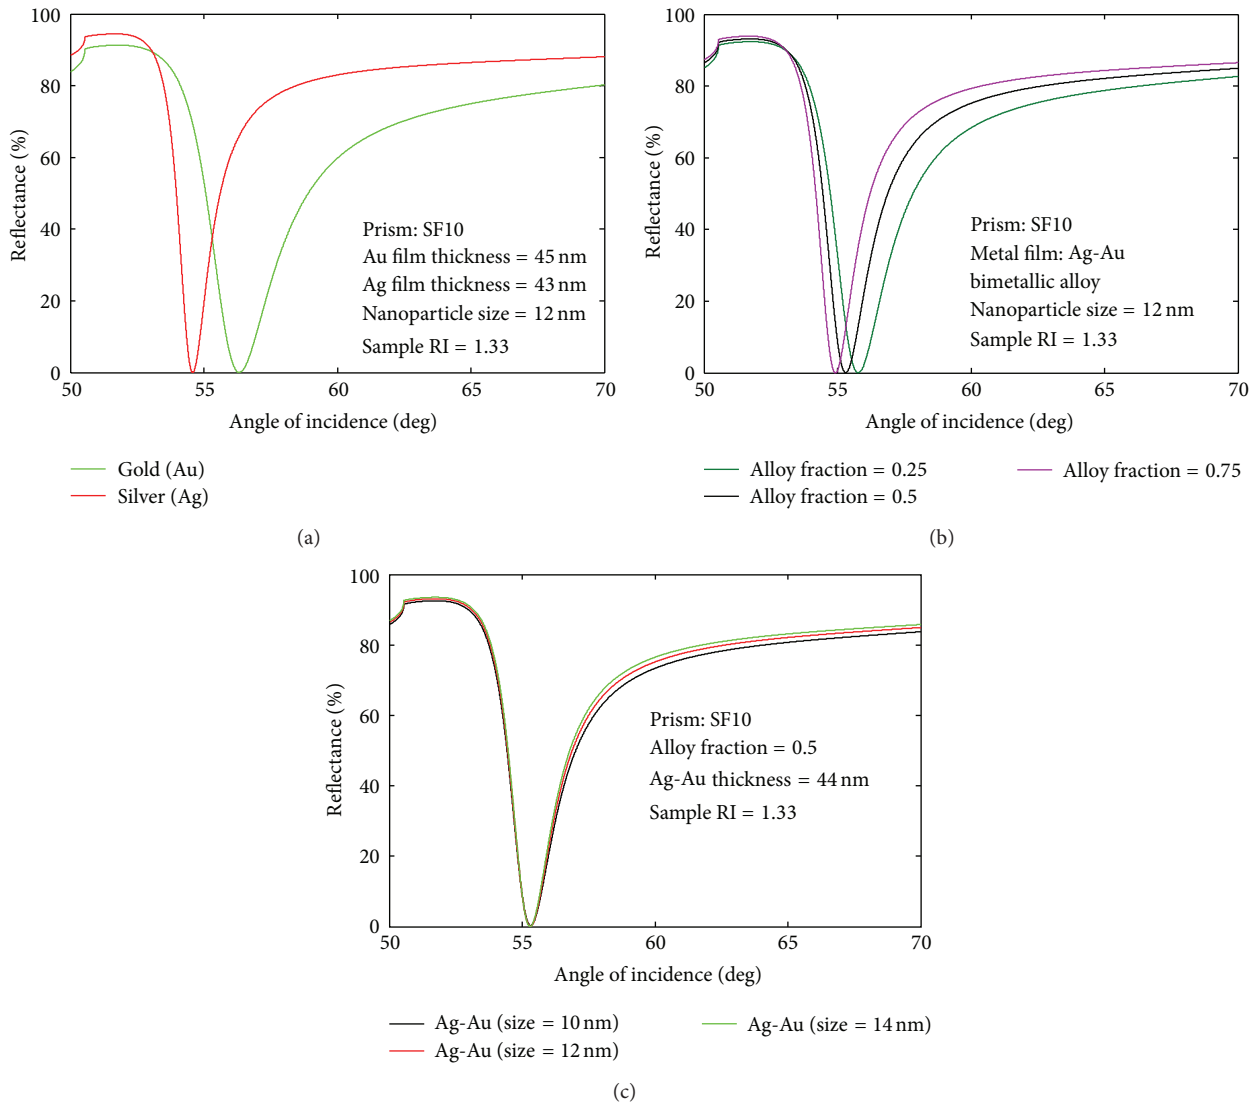 100
80
60
40
20
0
Reflectance (%)
50
55
60
65
70
Angle of incidence (deg)
Prism: SF10
Au film thickness = 45 nm
Ag film thickness = 43 nm
Nanoparticle size = 12 nm
Sample RI = 1.33
Gold (Au)
Silver (Ag)
(a)
100
80
60
40
20
0
Reflectance (%)
50
55
60
65
70
Angle of incidence (deg)
Prism: SF10
Metal film: Ag-Au
bimetallic alloy
Nanoparticle size = 12 nm
Sample RI = 1.33
Alloy fraction = 0.25
Alloy fraction = 0.5
Alloy fraction = 0.75
(b)
100
80
60
40
20
0
Reflectance (%)
50
55
60
65
70
Angle of incidence (deg)
Prism: SF10
Alloy fraction = 0.5
Ag-Au thickness = 44 nm
Sample RI = 1.33
Ag-Au (size = 10 nm)
Ag-Au (size = 12 nm)
Ag-Au (size = 14 nm)
(c)